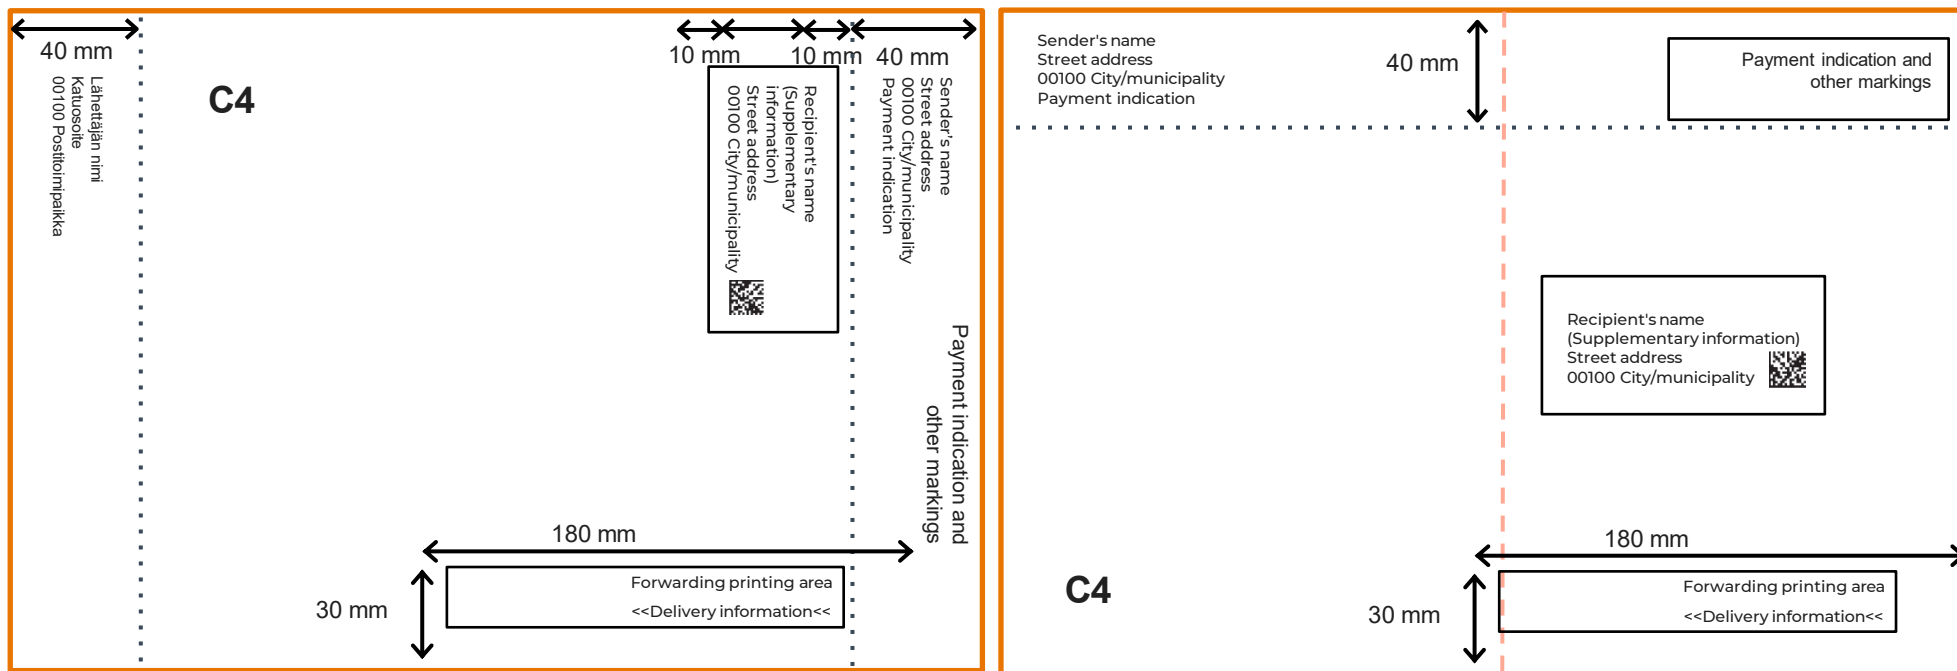 40 mm
10 mm
10 mm
40 mm
Lähettäjän nimi
Katuosoite
00100 Postitoimipaikka
C4
Recipient's name
(Supplementary
information)
Street address
00100 City/municipality
Sender's name
Street address
00100 City/municipality
Payment indication
Payment indication and
other markings
180 mm
30 mm
Forwarding printing area
<<Delivery information<<
Sender's name
Street address
00100 City/municipality
Payment indication
40 mm
Payment indication and
other markings
Recipient's name
(Supplementary information)
Street address
00100 City/municipality
180 mm
C4
30 mm
Forwarding printing area
<<Delivery information<<